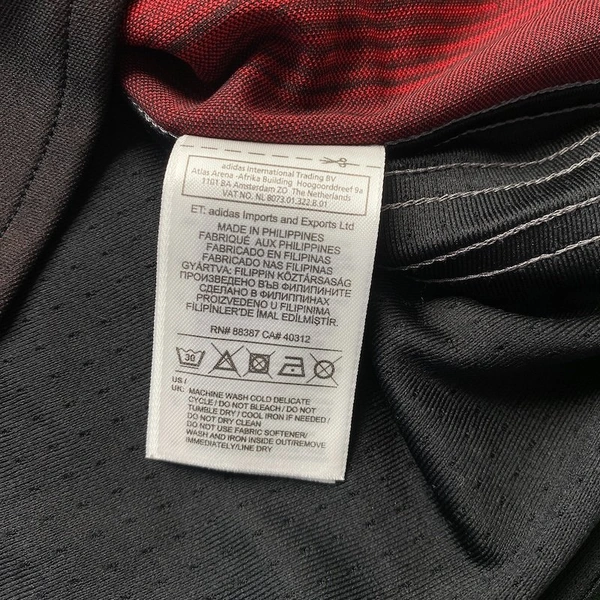 adidas International Trading BV
Atlas Arena -Afrika Building Hoogoorddreef 9a
1101 BA Amsterdam ZO The Netherlands
VAT NO. NL 8073.01.322.B.01
ET: adidas Imports and Exports Ltd
MADE IN PHILIPPINES
FABRIQUÉ AUX PHILIPPINES
FABRICADO EN FILIPINAS
FABRICADO NAS FILIPINAS
GYÁRTVA: FILIPPIN KÖZTÁRSASÁG
ПРОИЗВЕДЕНО ВЪВ ФИЛИПИНИТЕ
СДЕЛАНО В ФИЛИППИНАХ
PROIZVEDENO U FILIPINIMA
FİLİPİNLER'DE İMAL EDİLMİŞTİR.
RN# 88387 CA# 40312
30
US /
UK: MACHINE WASH COLD DELICATE
CYCLE / DO NOT BLEACH / DO NOT
TUMBLE DRY / COOL IRON IF NEEDED /
DO NOT DRY CLEAN
DO NOT USE FABRIC SOFTENER/
WASH AND IRON INSIDE OUT/REMOVE
IMMEDIATELY/LINE DRY